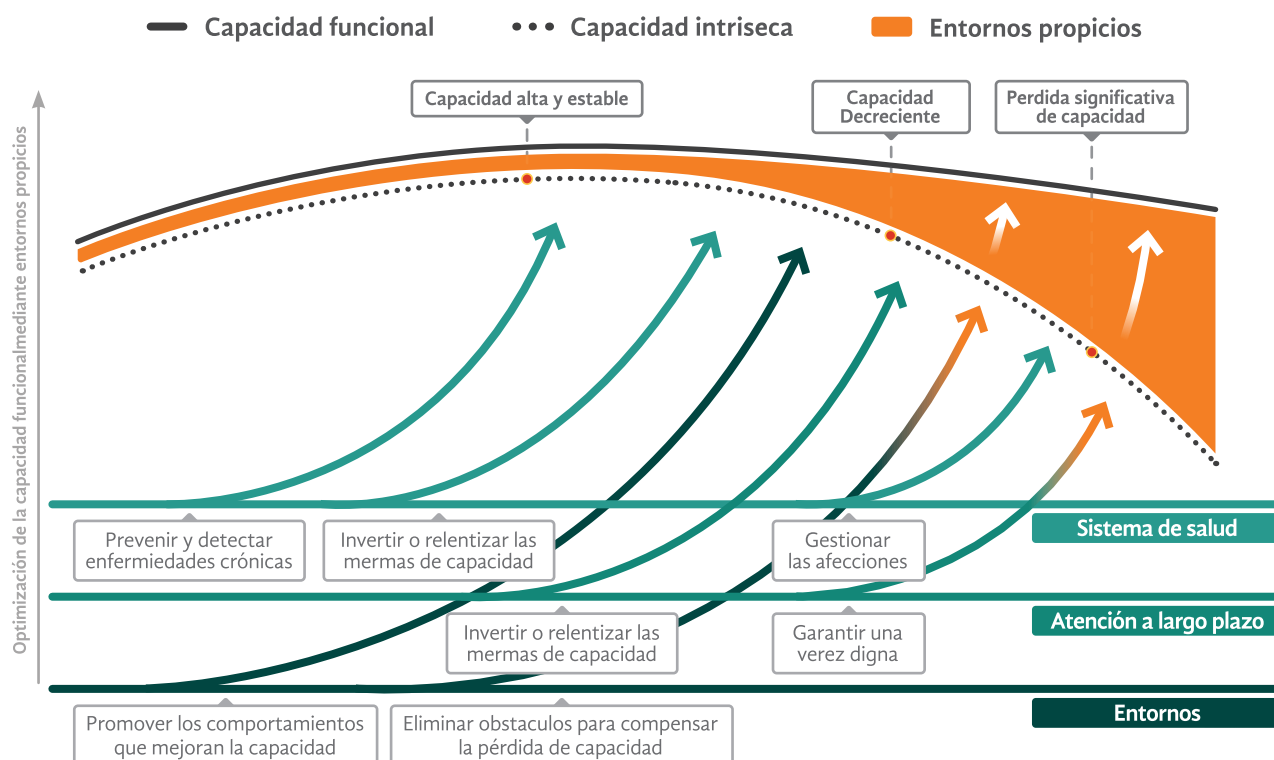 Capacidad funcional
Capacidad intriseca
Entornos propicios
Optimización de la capacidad funcionalmediante entornos propicios
Capacidad alta y estable
Capacidad
Decreciente
Perdida significativa
de capacidad
Prevenir y detectar
enfermedades crónicas
Invertir o relentizar las
mermas de capacidad
Gestionar
las afecciones
Sistema de salud
Invertir o relentizar las
mermas de capacidad
Garantir una
verez digna
Atención a largo plazo
Promover los comportamientos
que mejoran la capacidad
Eliminar obstaculos para compensar
la pérdida de capacidad
Entornos